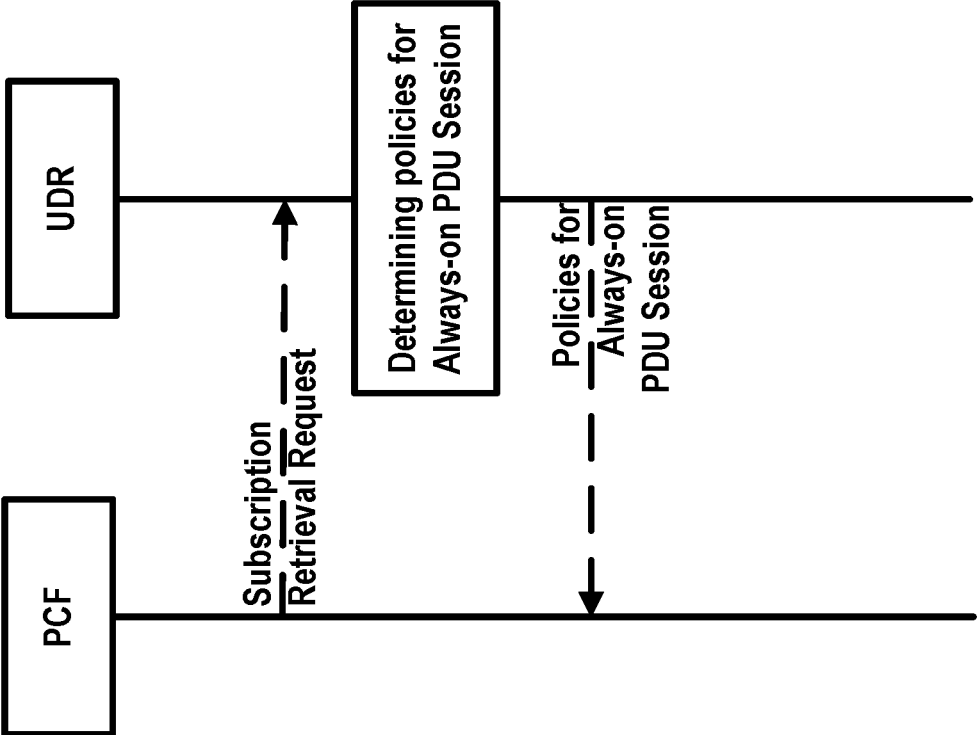 PCF
UDR
Subscription
Retrieval Request
Determining policies for
Always-on PDU Session
Policies for
Always-on
PDU Session